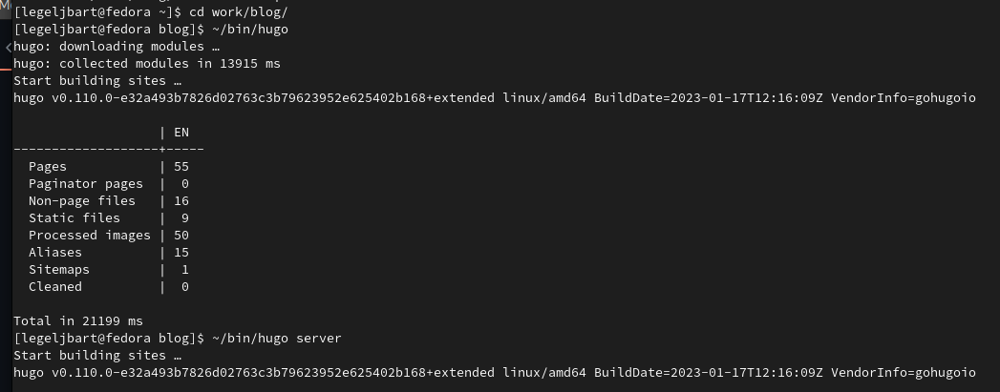 [legeljbart@fedora ~]$ cd work/blog/
[legeljbart@fedora blog]$ ~/bin/hugo
hugo: downloading modules …
hugo: collected modules in 13915 ms
Start building sites …
hugo v0.110.0-e32a493b7826d02763c3b79623952e625402b168+extended linux/amd64 BuildDate=2023-01-17T12:16:09Z VendorInfo=gohugoio
                   | EN
-------------------+-----
  Pages            | 55
  Paginator pages  |  0
  Non-page files   | 16
  Static files     |  9
  Processed images | 50
  Aliases          | 15
  Sitemaps         |  1
  Cleaned          |  0
Total in 21199 ms
[legeljbart@fedora blog]$ ~/bin/hugo server
Start building sites …
hugo v0.110.0-e32a493b7826d02763c3b79623952e625402b168+extended linux/amd64 BuildDate=2023-01-17T12:16:09Z VendorInfo=gohugoio